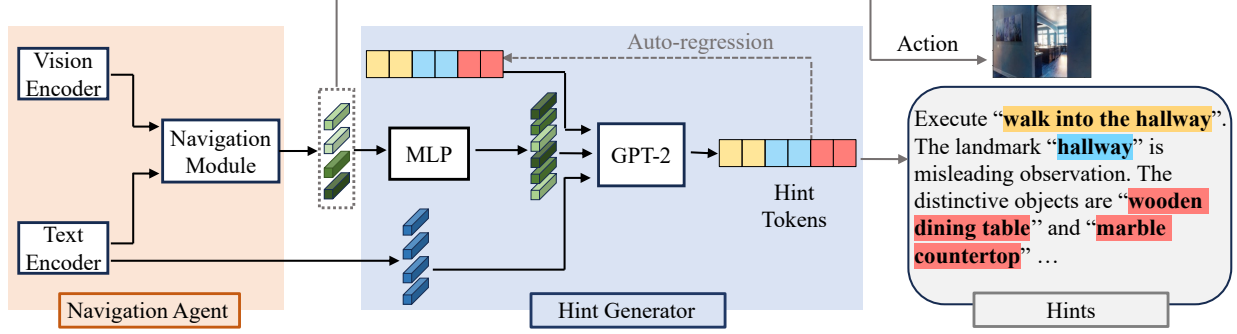 Vision
Encoder
Navigation
Module
Text
Encoder
Navigation Agent
Auto-regression
MLP
GPT-2
Hint
Tokens
Hint Generator
Action
Execute “walk into the hallway”.
The landmark “hallway” is
misleading observation. The
distinctive objects are “wooden
dining table” and “marble
countertop” …
Hints